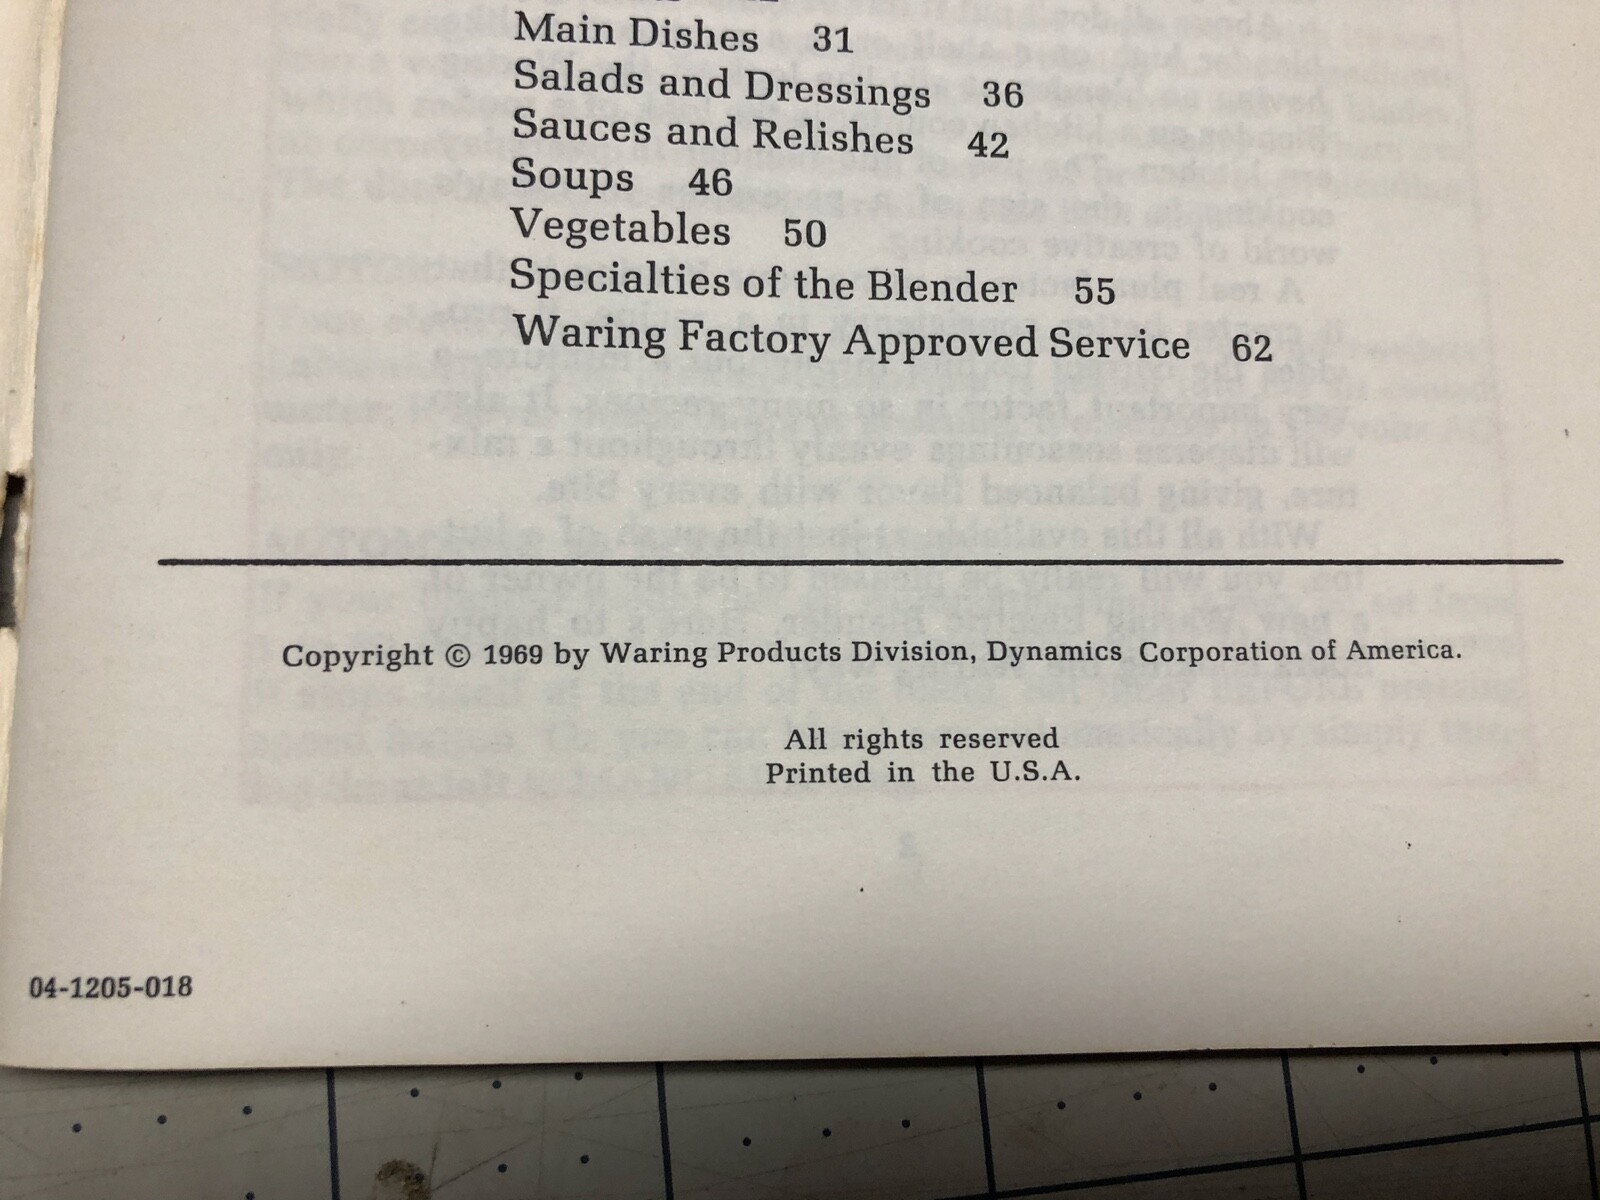 Main Dishes 31
Salads and Dressings 36
Sauces and Relishes 42
Soups 46
Vegetables 50
Specialties of the Blender 55
Waring Factory Approved Service 62
Copyright © 1969 by Waring Products Division, Dynamics Corporation of America.
All rights reserved
Printed in the U.S.A.
04-1205-018